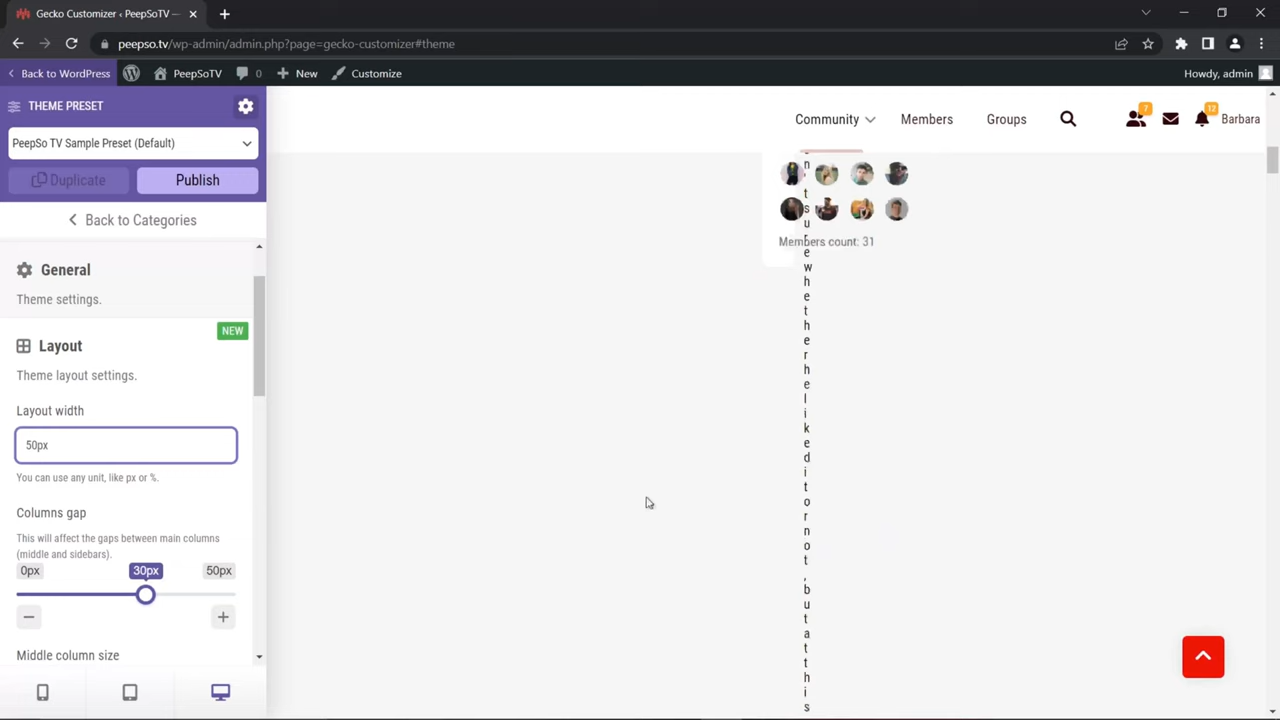 Gecko Customizer ‹ PeepSoTV —
peepso.tv/wp-admin/admin.php?page=gecko-customizer#theme
Back to WordPress
PeepSoTV
0
New
Customize
Howdy, admin
THEME PRESET
PeepSo TV Sample Preset (Default)
Duplicate
Publish
Back to Categories
General
Theme settings.
NEW
Layout
Theme layout settings.
Layout width
50px
You can use any unit, like px or %.
Columns gap
This will affect the gaps between main columns
(middle and sidebars).
0px
30px
50px
Middle column size
Community
Members
Groups
7
12
Barbara
Members count: 31
n
'
t
s
u
r
e
w
h
e
t
h
e
r
h
e
l
i
k
e
d
i
t
o
r
n
o
t
,
b
u
t
a
t
t
h
i
s